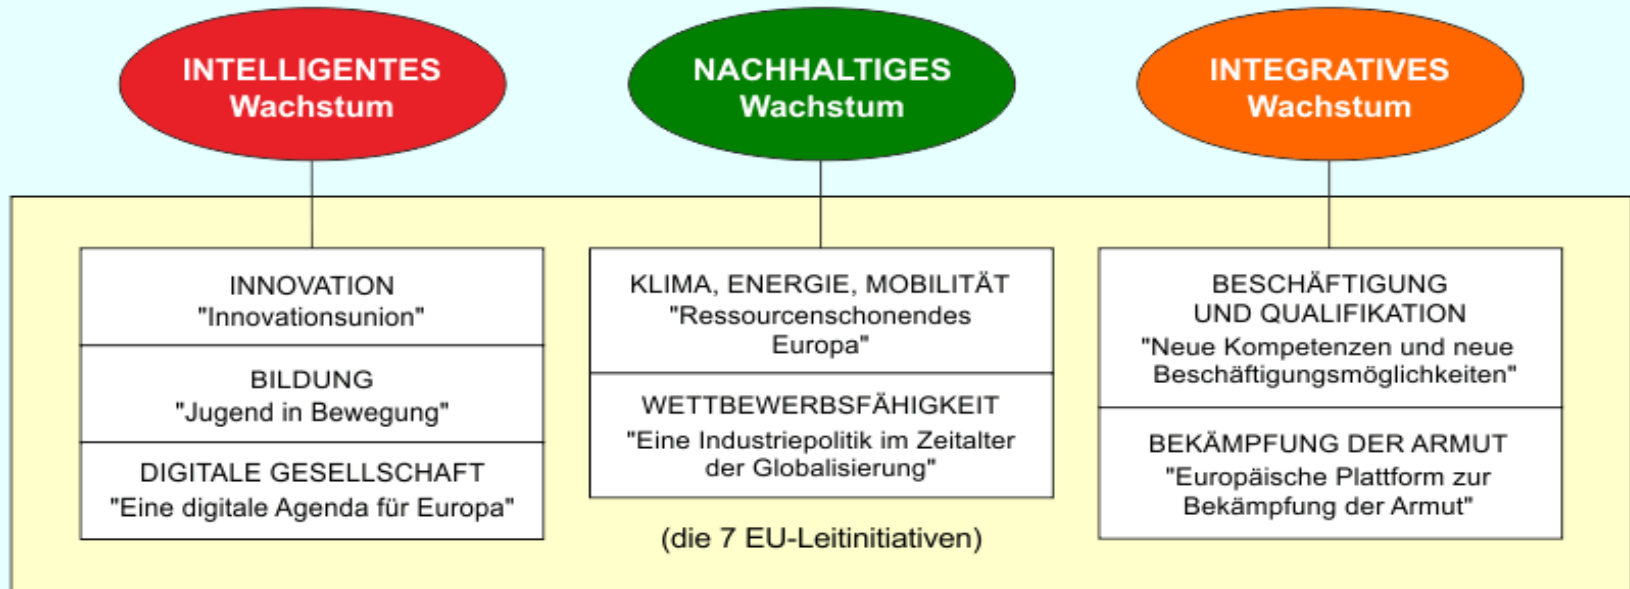 INTELLIGENTES
Wachstum
NACHHALTIGES
Wachstum
INTEGRATIVES
Wachstum
INNOVATION
"Innovationsunion"
BILDUNG
"Jugend in Bewegung"
DIGITALE GESELLSCHAFT
"Eine digitale Agenda für Europa"
KLIMA, ENERGIE, MOBILITÄT
"Ressourcenschonendes
Europa"
WETTBEWERBSFÄHIGKEIT
"Eine Industriepolitik im Zeitalter
der Globalisierung"
BESCHÄFTIGUNG
UND QUALIFIKATION
"Neue Kompetenzen und neue
Beschäftigungsmöglichkeiten"
BEKÄMPFUNG DER ARMUT
"Europäische Plattform zur
Bekämpfung der Armut"
(die 7 EU-Leitinitiativen)